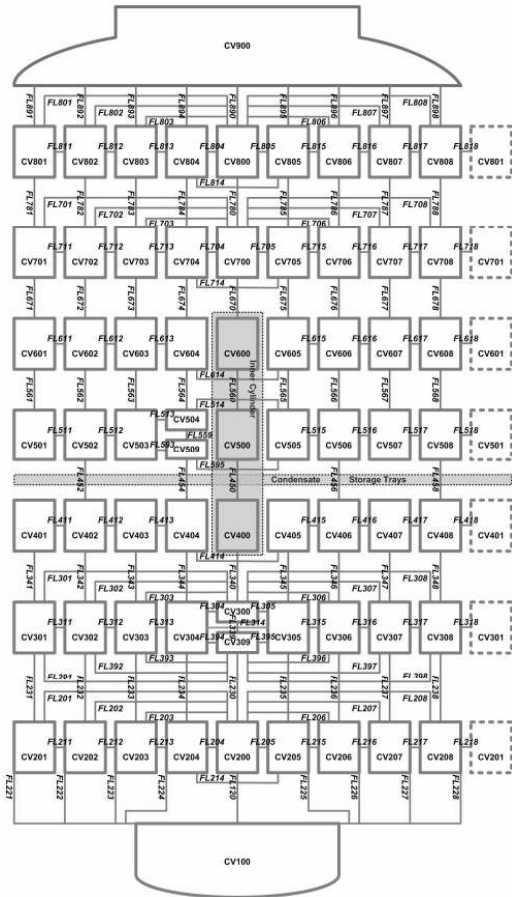 CV900
FL891 FL801 FL892 FL802 FL893 FL803 FL894 FL890 FL895 FL806 FL896 FL807 FL897 FL808 FL898
FL811 FL812 FL813 FL804 FL805 FL815 FL816 FL817 FL818
CV801 CV802 CV803 CV804 CV800 CV805 CV806 CV807 CV808 CV801
FL814
FL781 FL701 FL782 FL702 FL783 FL703 FL784 FL780 FL785 FL706 FL786 FL707 FL787 FL708 FL788
FL711 FL712 FL713 FL704 FL705 FL715 FL716 FL717 FL718
CV701 CV702 CV703 CV704 CV700 CV705 CV706 CV707 CV708 CV701
FL714
FL671 FL672 FL673 FL674 FL670 FL675 FL676 FL677 FL678
FL611 FL612 FL613 FL615 FL616 FL617 FL618
CV601 CV602 CV603 CV604 CV600 CV605 CV606 CV607 CV608 CV601
Inner Cylinder
FL614
FL561 FL562 FL563 FL564 FL560 FL565 FL566 FL567 FL568
FL514
FL511 FL512 FL513 CV504 FL515 FL516 FL517 FL518
FL559
CV501 CV502 CV503 FL593 CV509 CV500 CV505 CV506 CV507 CV508 CV501
FL595
FL452 FL454 FL450 Condensate FL456 Storage Trays FL458
FL411 FL412 FL413 FL415 FL416 FL417 FL418
CV401 CV402 CV403 CV404 CV400 CV405 CV406 CV407 CV408 CV401
FL414
FL341 FL301 FL342 FL302 FL343 FL303 FL344 FL340 FL345 FL306 FL346 FL307 FL347 FL308 FL348
FL304 CV300 FL305
FL311 FL312 FL313 FL314 FL315 FL316 FL317 FL318
CV301 CV302 CV303 CV304 FL394 CV309 FL395 CV305 CV306 CV307 CV308 CV301
FL391 FL392 FL393 FL396 FL397 FL398
FL231 FL201 FL232 FL202 FL233 FL203 FL234 FL230 FL235 FL206 FL236 FL207 FL237 FL208 FL238
FL211 FL212 FL213 FL204 FL205 FL215 FL216 FL217 FL218
CV201 CV202 CV203 CV204 CV200 CV205 CV206 CV207 CV208 CV201
FL214
FL221 FL222 FL223 FL224 FL120 FL225 FL226 FL227 FL228
CV100